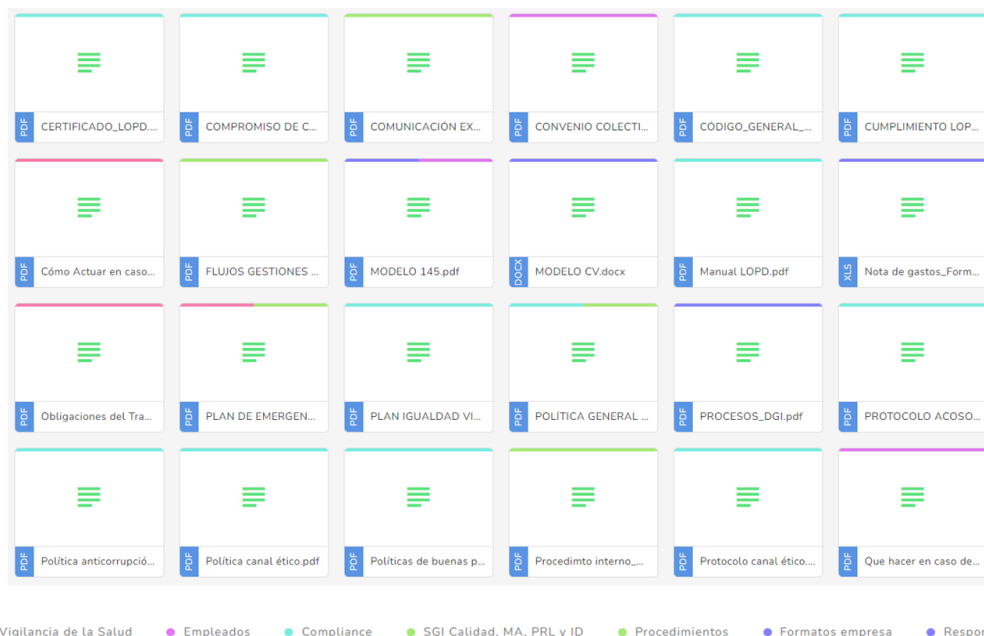 PDF CERTIFICADO_LOPD....
PDF COMPROMISO DE C...
PDF COMUNICACIÓN EX...
PDF CONVENIO COLECTI...
PDF CÓDIGO_GENERAL_...
PDF CUMPLIMIENTO LOP...
PDF Cómo Actuar en caso...
PDF FLUJOS GESTIONES ...
PDF MODELO 145.pdf
DOCX MODELO CV.docx
PDF Manual LOPD.pdf
XLS Nota de gastos_Form...
PDF Obligaciones del Tra...
PDF PLAN DE EMERGEN...
PDF PLAN IGUALDAD VI...
PDF POLÍTICA GENERAL ...
PDF PROCESOS_DGI.pdf
PDF PROTOCOLO ACOSO...
PDF Política anticorrupció...
PDF Política canal ético.pdf
PDF Políticas de buenas p...
PDF Procedimto interno_...
PDF Protocolo canal ético....
PDF Que hacer en caso de...
Vigilancia de la Salud Empleados Compliance SGI Calidad, MA, PRL y ID Procedimientos Formatos empresa Respon